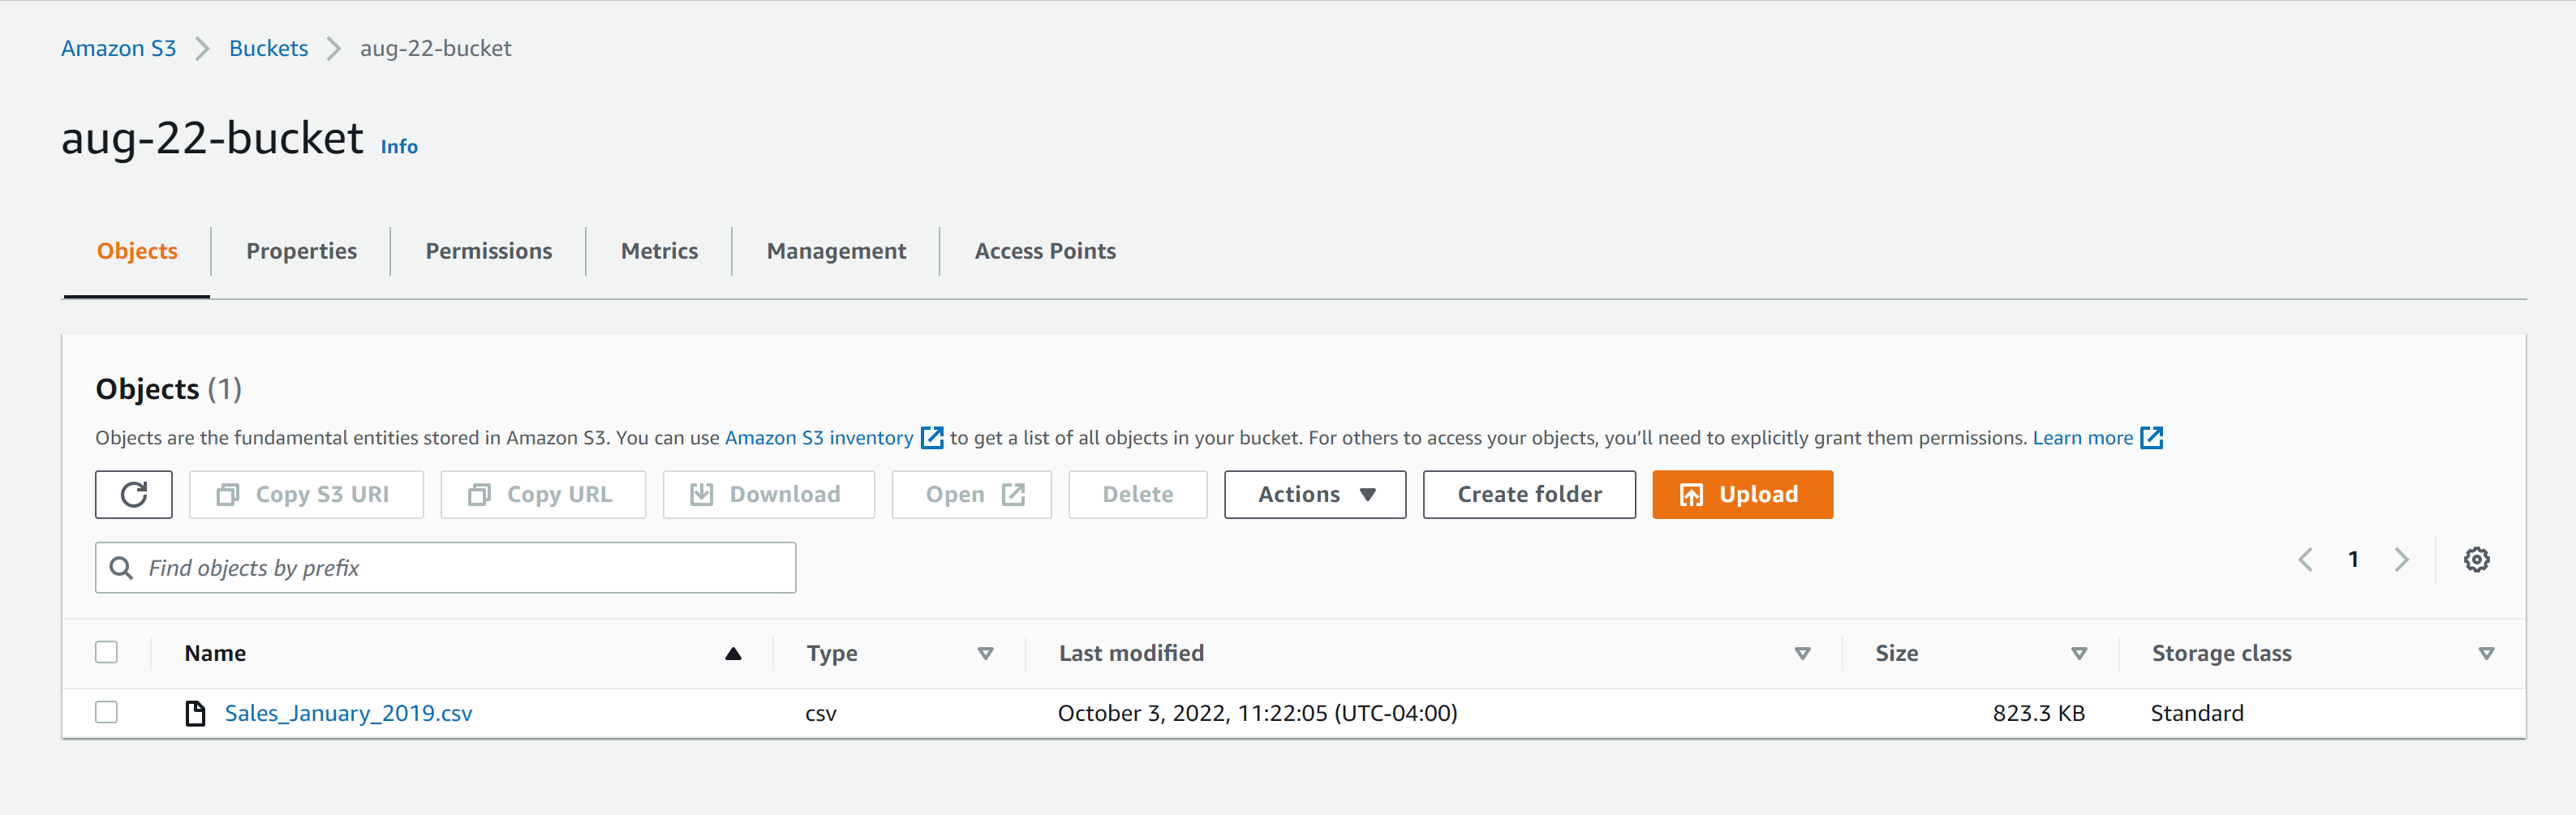 Amazon S3 Buckets aug-22-bucket
aug-22-bucket Info
Objects Properties Permissions Metrics Management Access Points
Objects (1)
Objects are the fundamental entities stored in Amazon S3. You can use Amazon S3 inventory to get a list of all objects in your bucket. For others to access your objects, you’ll need to explicitly grant them permissions. Learn more
Copy S3 URI Copy URL Download Open Delete Actions Create folder Upload
Find objects by prefix 1
Name Type Last modified Size Storage class
Sales_January_2019.csv csv October 3, 2022, 11:22:05 (UTC-04:00) 823.3 KB Standard